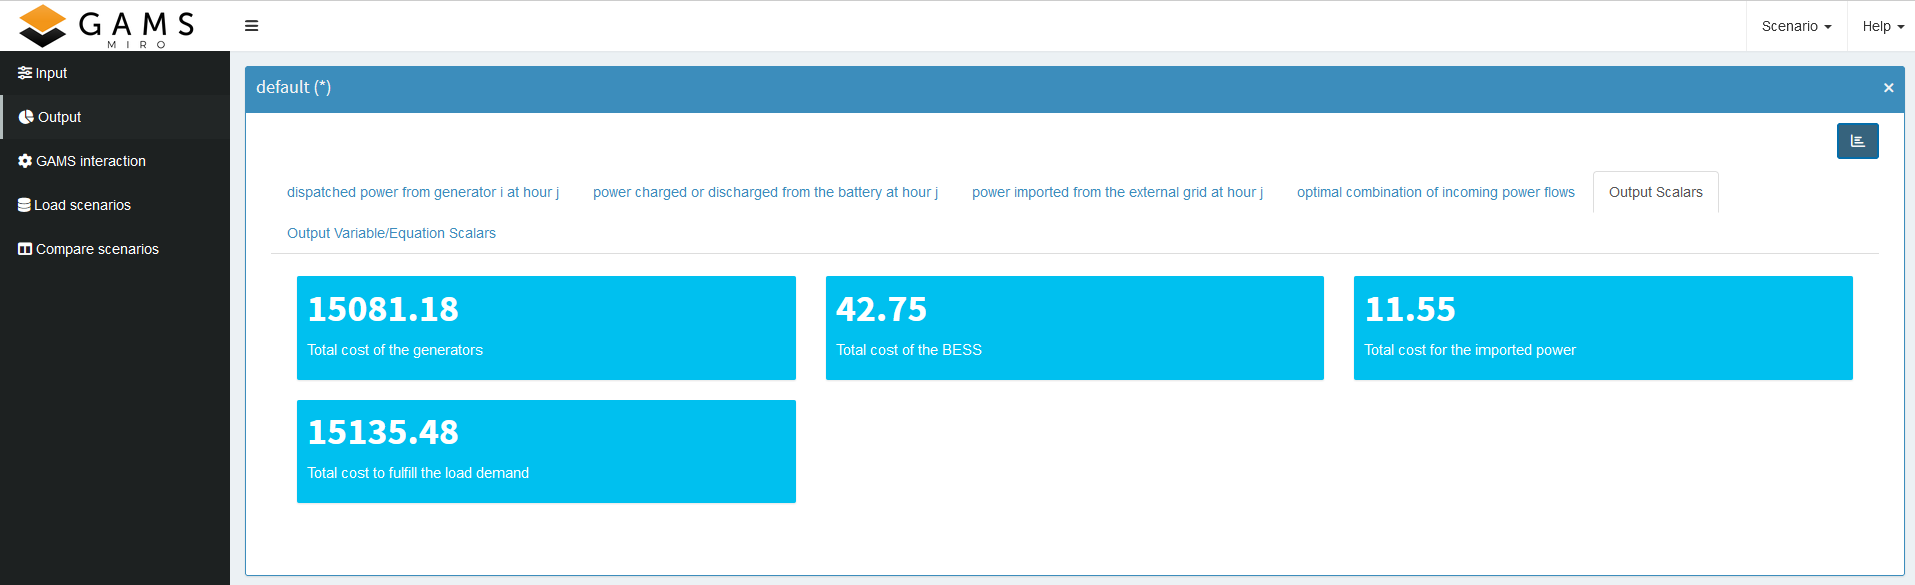 GAMS
MIRO
Scenario
Help
Input
Output
GAMS interaction
Load scenarios
Compare scenarios
default (*)
dispatched power from generator i at hour j
power charged or discharged from the battery at hour j
power imported from the external grid at hour j
optimal combination of incoming power flows
Output Scalars
Output Variable/Equation Scalars
15081.18
Total cost of the generators
42.75
Total cost of the BESS
11.55
Total cost for the imported power
15135.48
Total cost to fulfill the load demand